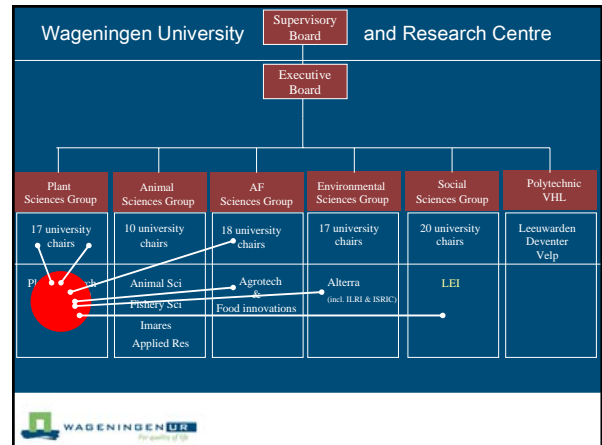 Wageningen University
Supervisory
Board
and Research Centre
Executive
Board
Plant
Sciences Group
Animal
Sciences Group
AF
Sciences Group
Environmental
Sciences Group
Social
Sciences Group
Polytechnic
VHL
17 university
chairs
10 university
chairs
18 university
chairs
17 university
chairs
20 university
chairs
Leeuwarden
Deventer
Velp
Animal Sci
Fishery Sci
Imares
Applied Res
Agrotech
&
Food innovations
Alterra
(incl. ILRI & ISRIC)
LEI
WAGENINGEN UR
For quality of life